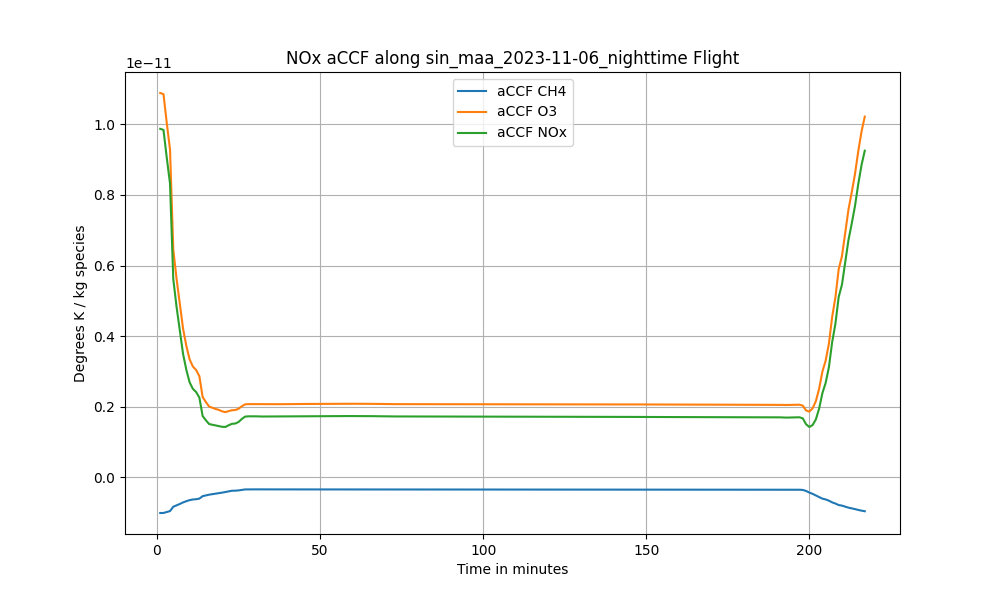 NOx aCCF along sin_maa_2023-11-06_nighttime Flight
1e−11
aCCF CH4
aCCF O3
aCCF NOx
1.0
0.8
0.6
0.4
0.2
0.0
Degrees K / kg species
0 50 100 150 200
Time in minutes